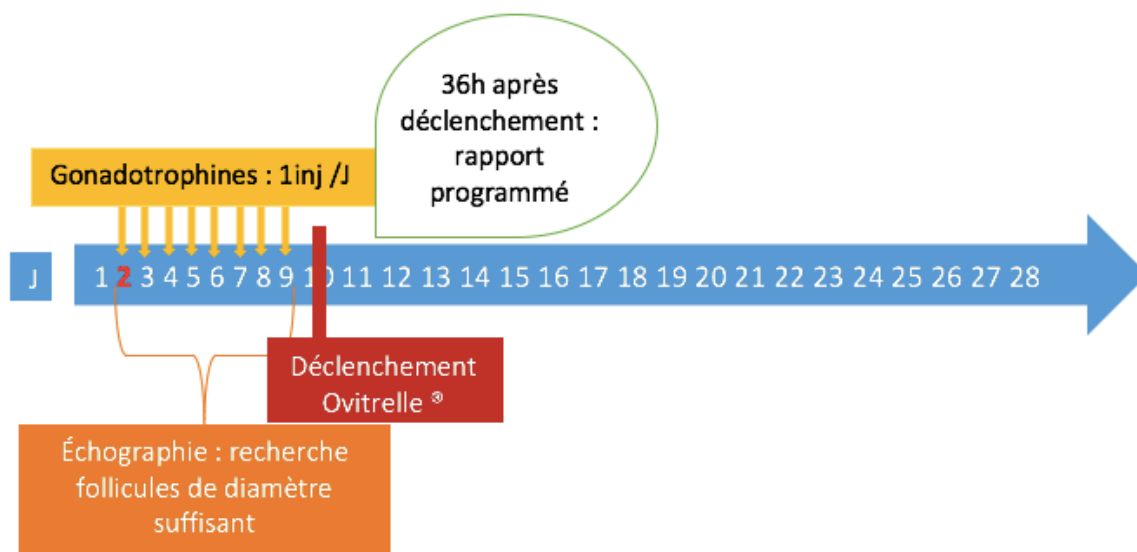 36h après
déclenchement :
rapport
programmé
Gonadotrophines : 1inj /J
J
1 2 3 4 5 6 7 8 9 10 11 12 13 14 15 16 17 18 19 20 21 22 23 24 25 26 27 28
Déclenchement
Ovitrelle ®
Échographie : recherche
follicules de diamètre
suffisant